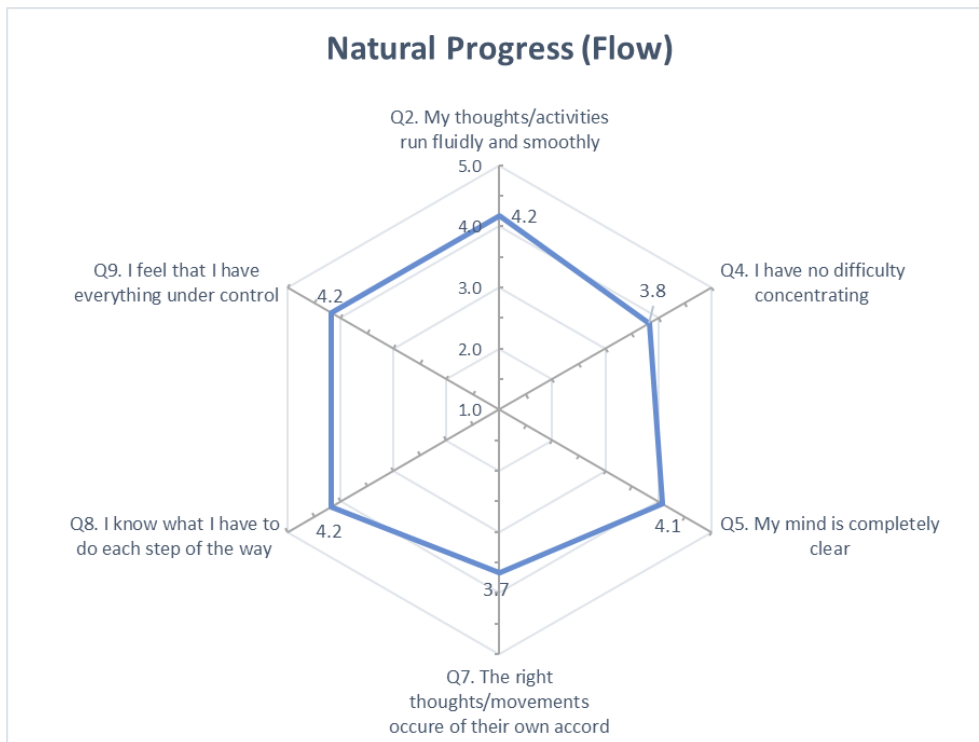 Natural Progress (Flow)
Q2. My thoughts/activities
run fluidly and smoothly
5.0
4.2
4.0
Q9. I feel that I have
everything under control
4.2
3.8
Q4. I have no difficulty
concentrating
3.0
2.0
1.0
Q8. I know what I have to
do each step of the way
4.2
4.1
Q5. My mind is completely
clear
3.7
Q7. The right
thoughts/movements
occure of their own accord